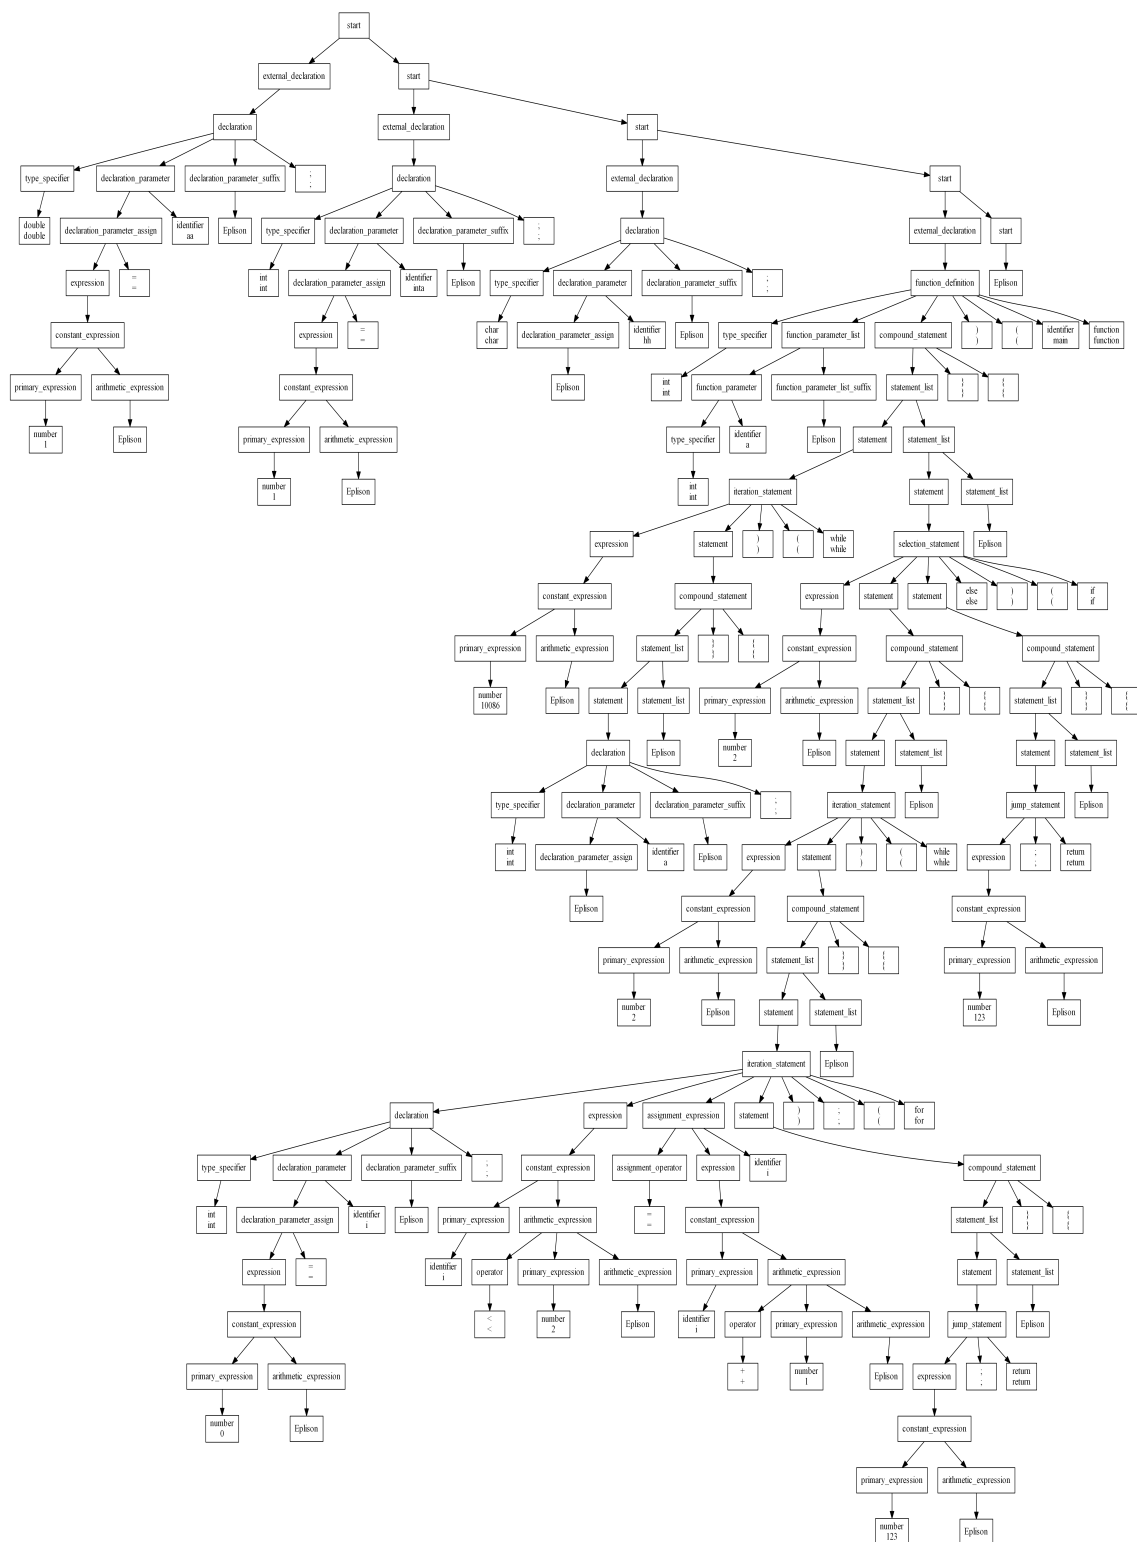 start
external_declaration
start
declaration
external_declaration
start
type_specifier
declaration_parameter
declaration_parameter_suffix
;
;
declaration
external_declaration
start
double
double
declaration_parameter_assign
identifier
aa
Eplison
type_specifier
declaration_parameter
declaration_parameter_suffix
;
;
declaration
external_declaration
start
expression
=
=
int
int
declaration_parameter_assign
identifier
inta
Eplison
type_specifier
declaration_parameter
declaration_parameter_suffix
;
;
function_definition
Eplison
constant_expression
expression
=
=
char
char
declaration_parameter_assign
identifier
hh
Eplison
type_specifier
function_parameter_list
compound_statement
)
)
(
(
identifier
main
function
function
primary_expression
arithmetic_expression
constant_expression
Eplison
int
int
function_parameter
function_parameter_list_suffix
statement_list
}
}
{
{
number
1
Eplison
primary_expression
arithmetic_expression
type_specifier
identifier
a
Eplison
statement
statement_list
number
1
Eplison
int
int
iteration_statement
statement
statement_list
expression
statement
)
)
(
(
while
while
selection_statement
Eplison
constant_expression
compound_statement
expression
statement
statement
else
else
)
)
(
(
if
if
primary_expression
arithmetic_expression
statement_list
}
}
{
{
constant_expression
compound_statement
compound_statement
number
10086
Eplison
statement
statement_list
primary_expression
arithmetic_expression
statement_list
}
}
{
{
statement_list
}
}
{
{
declaration
Eplison
number
2
Eplison
statement
statement_list
statement
statement_list
type_specifier
declaration_parameter
declaration_parameter_suffix
;
;
iteration_statement
Eplison
jump_statement
Eplison
int
int
declaration_parameter_assign
identifier
a
Eplison
expression
statement
)
)
(
(
while
while
expression
;
;
return
return
Eplison
constant_expression
compound_statement
constant_expression
primary_expression
arithmetic_expression
statement_list
}
}
{
{
primary_expression
arithmetic_expression
number
2
Eplison
statement
statement_list
number
123
Eplison
iteration_statement
Eplison
declaration
expression
assignment_expression
statement
)
)
;
;
(
(
for
for
type_specifier
declaration_parameter
declaration_parameter_suffix
;
;
constant_expression
assignment_operator
expression
identifier
i
compound_statement
int
int
declaration_parameter_assign
identifier
i
Eplison
primary_expression
arithmetic_expression
=
=
constant_expression
statement_list
}
}
{
{
expression
=
=
identifier
i
operator
primary_expression
arithmetic_expression
primary_expression
arithmetic_expression
statement
statement_list
constant_expression
<
<
number
2
Eplison
identifier
i
operator
primary_expression
arithmetic_expression
jump_statement
Eplison
primary_expression
arithmetic_expression
+
+
number
1
Eplison
expression
;
;
return
return
number
0
Eplison
constant_expression
primary_expression
arithmetic_expression
number
123
Eplison